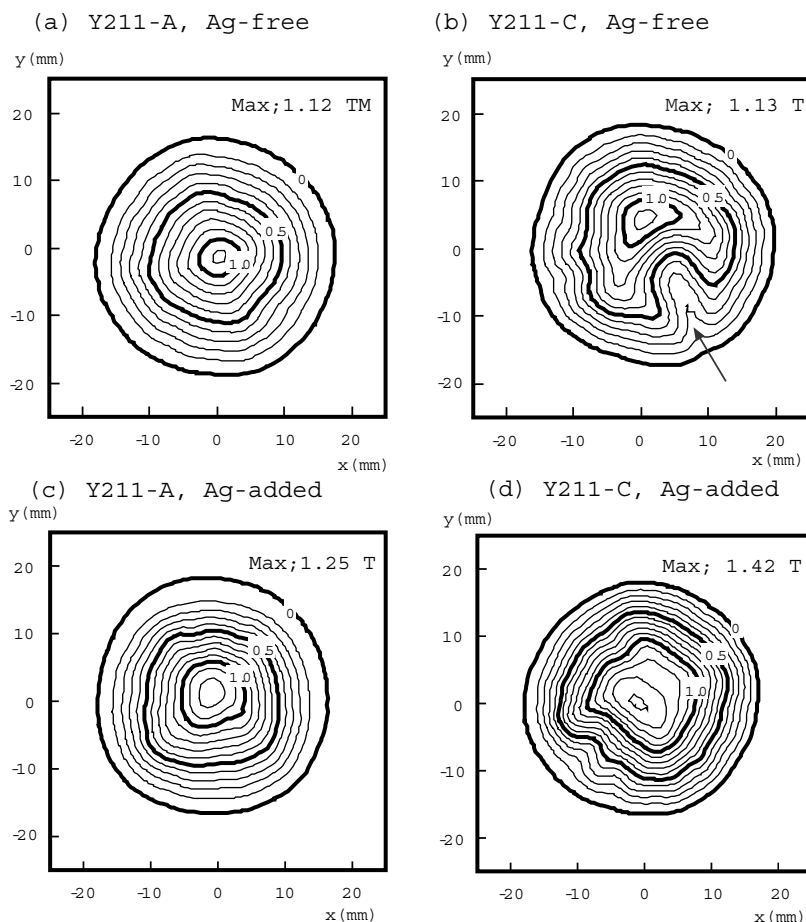 (a) Y211-A, Ag-free
y(mm)
Max;1.12 TM
0
0.5
1.0
20
10
0
-10
-20
-20 -10 0 10 20
x(mm)
(b) Y211-C, Ag-free
y(mm)
Max; 1.13 T
0
0.5
1.0
20
10
0
-10
-20
-20 -10 0 10 20
x(mm)
(c) Y211-A, Ag-added
y(mm)
Max;1.25 T
0
0.5
1.0
20
10
0
-10
-20
-20 -10 0 10 20
x(mm)
(d) Y211-C, Ag-added
y(mm)
Max; 1.42 T
0
0.5
1.0
20
10
0
-10
-20
-20 -10 0 10 20
x(mm)